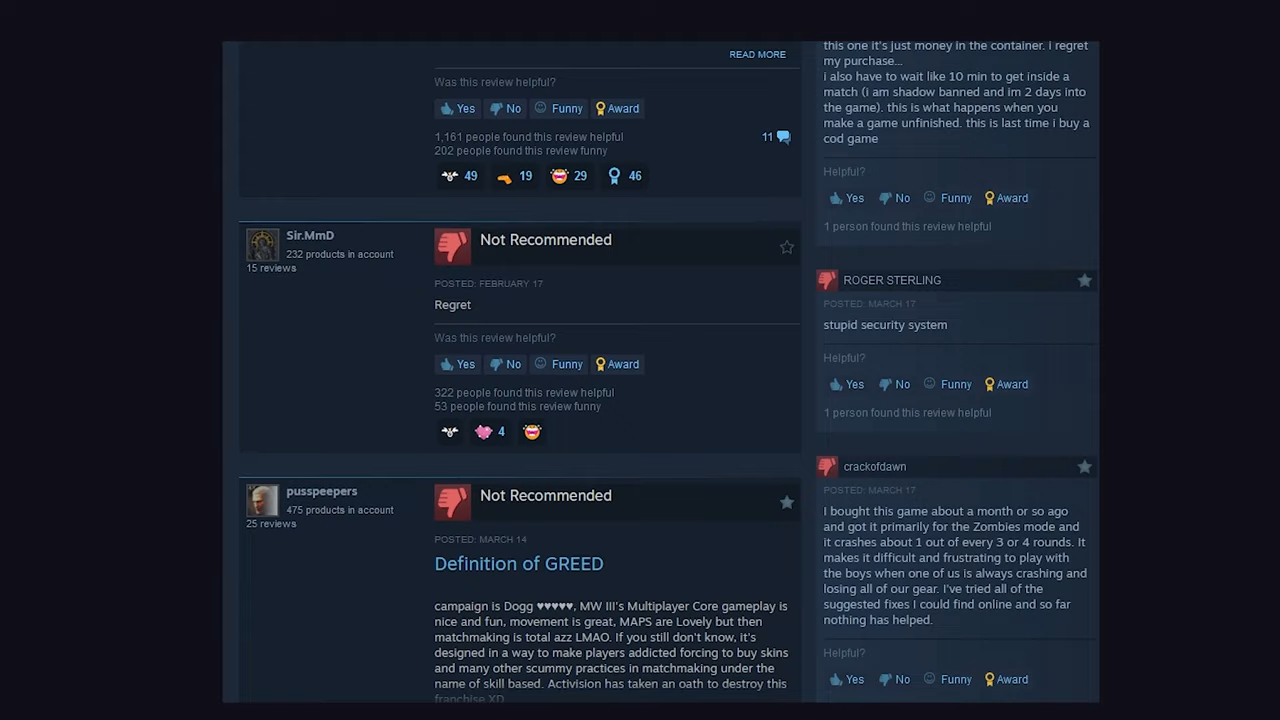 READ MORE
Was this review helpful?
Yes No Funny Award
1,161 people found this review helpful
202 people found this review funny
11
49 19 29 46
Sir.MmD
232 products in account
15 reviews
Not Recommended
POSTED: FEBRUARY 17
Regret
Was this review helpful?
Yes No Funny Award
322 people found this review helpful
53 people found this review funny
4
pusspeepers
475 products in account
25 reviews
Not Recommended
POSTED: MARCH 14
Definition of GREED
campaign is Dogg ♥♥♥♥♥, MW III's Multiplayer Core gameplay is
nice and fun, movement is great, MAPS are Lovely but then
matchmaking is total azz LMAO. If you still don't know, it's
designed in a way to make players addicted forcing to buy skins
and many other scummy practices in matchmaking under the
name of skill based. Activision has taken an oath to destroy this
franchise XD
this one it's just money in the container. I regret
my purchase...
i also have to wait like 10 min to get inside a
match (i am shadow banned and im 2 days into
the game). this is what happens when you
make a game unfinished. this is last time i buy a
cod game
Helpful?
Yes No Funny Award
1 person found this review helpful
ROGER STERLING
POSTED: MARCH 17
stupid security system
Helpful?
Yes No Funny Award
1 person found this review helpful
crackofdawn
POSTED: MARCH 17
I bought this game about a month or so ago
and got it primarily for the Zombies mode and
it crashes about 1 out of every 3 or 4 rounds. It
makes it difficult and frustrating to play with
the boys when one of us is always crashing and
losing all of our gear. I've tried all of the
suggested fixes I could find online and so far
nothing has helped.
Helpful?
Yes No Funny Award